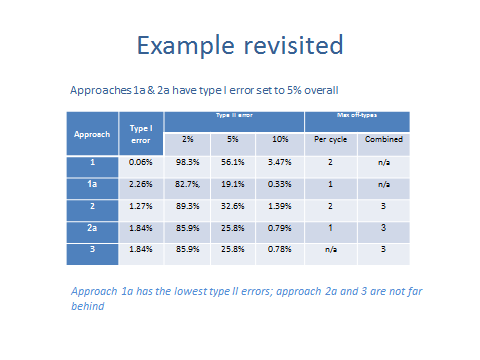 Example revisited
Approaches 1a & 2a have type I error set to 5% overall
Approach Type I error Type II error Max off-types
2% 5% 10% Per cycle Combined
1 0.06% 98.3% 56.1% 3.47% 2 n/a
1a 2.26% 82.7%, 19.1% 0.33% 1 n/a
2 1.27% 89.3% 32.6% 1.39% 2 3
2a 1.84% 85.9% 25.8% 0.79% 1 3
3 1.84% 85.9% 25.8% 0.78% n/a 3
Approach 1a has the lowest type II errors; approach 2a and 3 are not far
behind